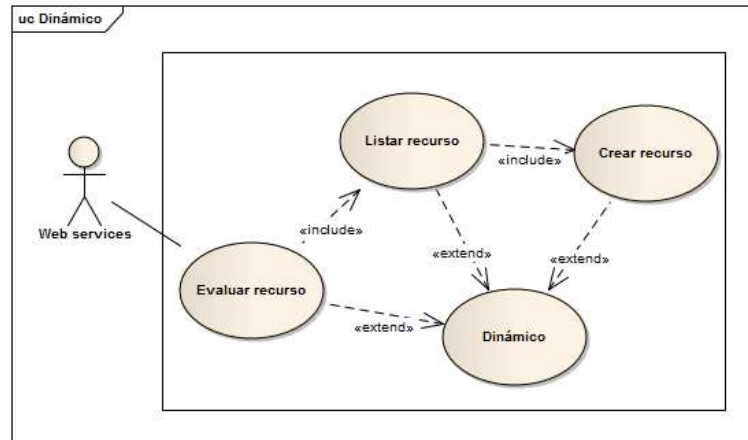 uc Dinámico
Listar recurso
Crear recurso
«include»
Web services
«include»
«extend»
«extend»
Evaluar recurso
«extend»
Dinámico